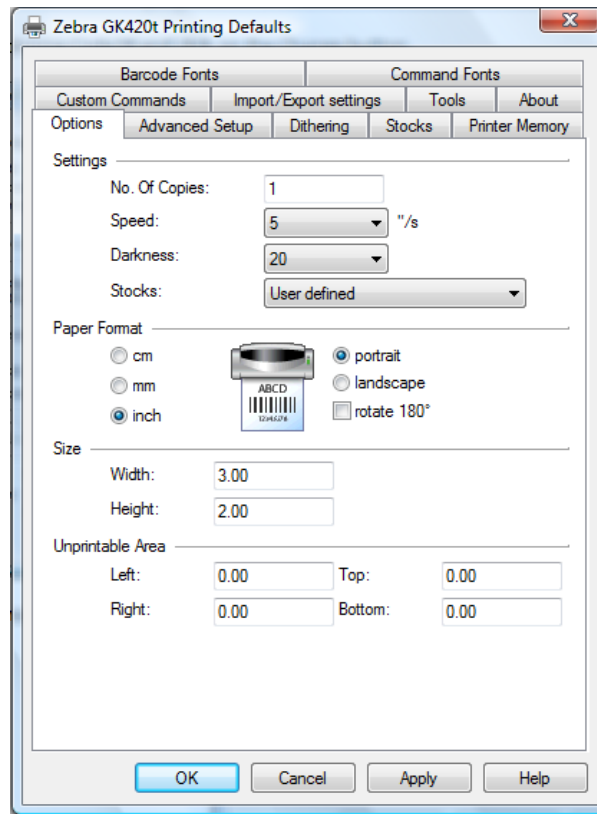 Zebra GK420t Printing Defaults
Barcode Fonts Command Fonts
Custom Commands Import/Export settings Tools About
Options Advanced Setup Dithering Stocks Printer Memory
Settings
No. Of Copies: 1
Speed: 5 "/s
Darkness: 20
Stocks: User defined
Paper Format
cm portrait
mm landscape
inch rotate 180°
ABCD
12345678
Size
Width: 3.00
Height: 2.00
Unprintable Area
Left: 0.00 Top: 0.00
Right: 0.00 Bottom: 0.00
OK Cancel Apply Help